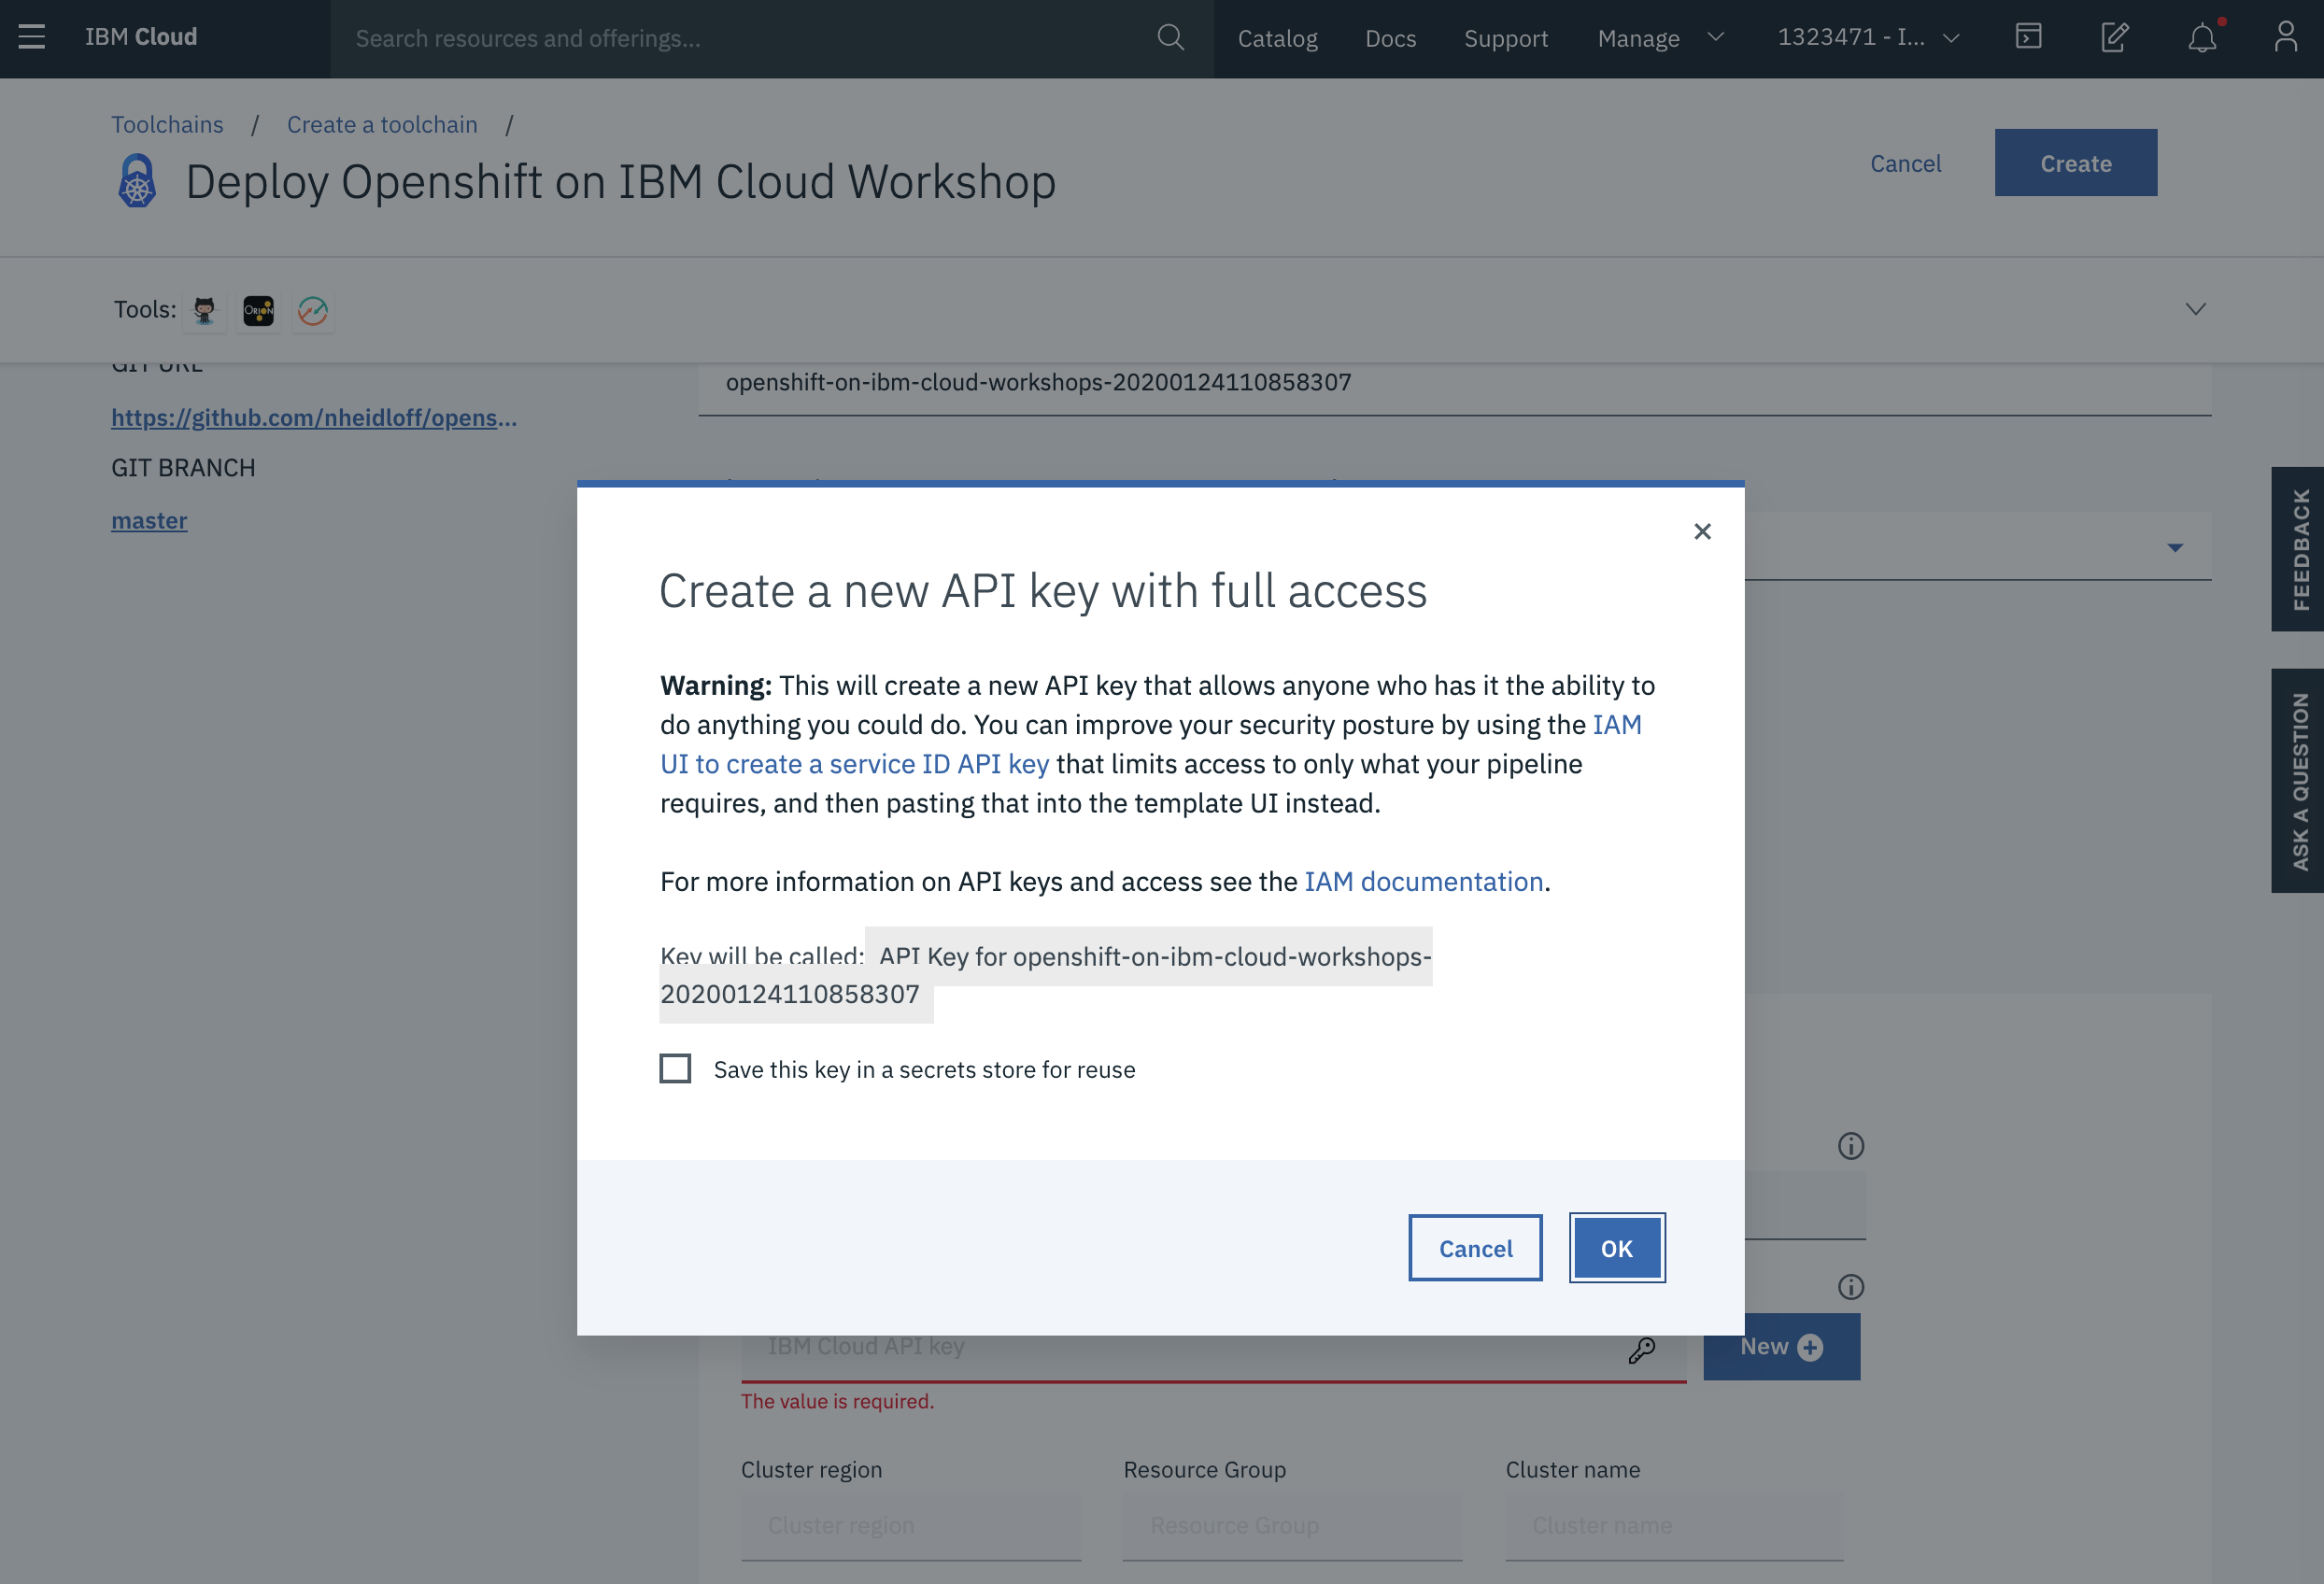 IBM Cloud
Search resources and offerings...
Catalog
Docs
Support
Manage
1323471 - I...
Toolchains / Create a toolchain /
Deploy Openshift on IBM Cloud Workshop
Cancel
Create
Tools:
ORION
GIT URL
openshift-on-ibm-cloud-workshops-20200124110858307
https://github.com/nheidloff/opens...
GIT BRANCH
master
FEEDBACK
ASK A QUESTION
Create a new API key with full access
Warning: This will create a new API key that allows anyone who has it the ability to
do anything you could do. You can improve your security posture by using the IAM
UI to create a service ID API key that limits access to only what your pipeline
requires, and then pasting that into the template UI instead.
For more information on API keys and access see the IAM documentation.
Key will be called: API Key for openshift-on-ibm-cloud-workshops-
20200124110858307
Save this key in a secrets store for reuse
Cancel
OK
IBM Cloud API key
New
The value is required.
Cluster region
Resource Group
Cluster name
Cluster region
Resource Group
Cluster name